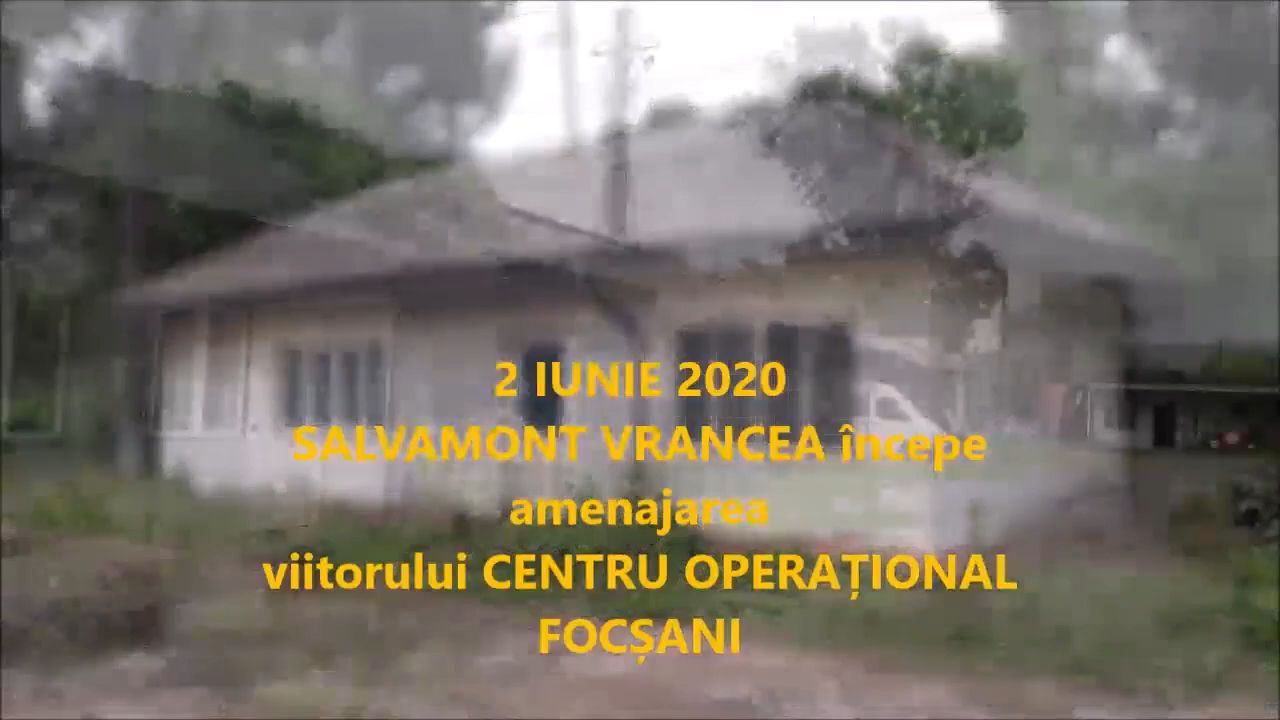 2 IUNIE 2020
SALVAMONT VRANCEA începe
amenajarea
viitorului CENTRU OPERAȚIONAL
FOCȘANI